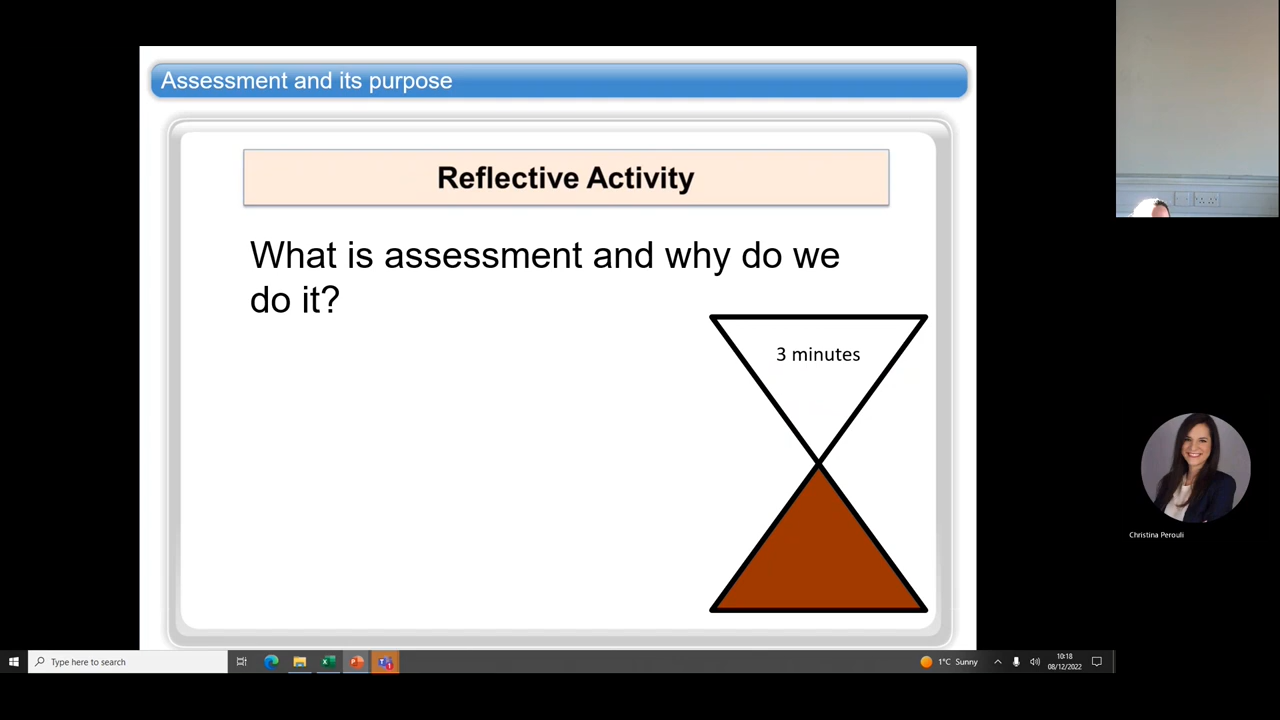 Assessment and its purpose
Reflective Activity
What is assessment and why do we
do it?
3 minutes
Christina Perouli
Type here to search
1°C Sunny
10:18
08/12/2022